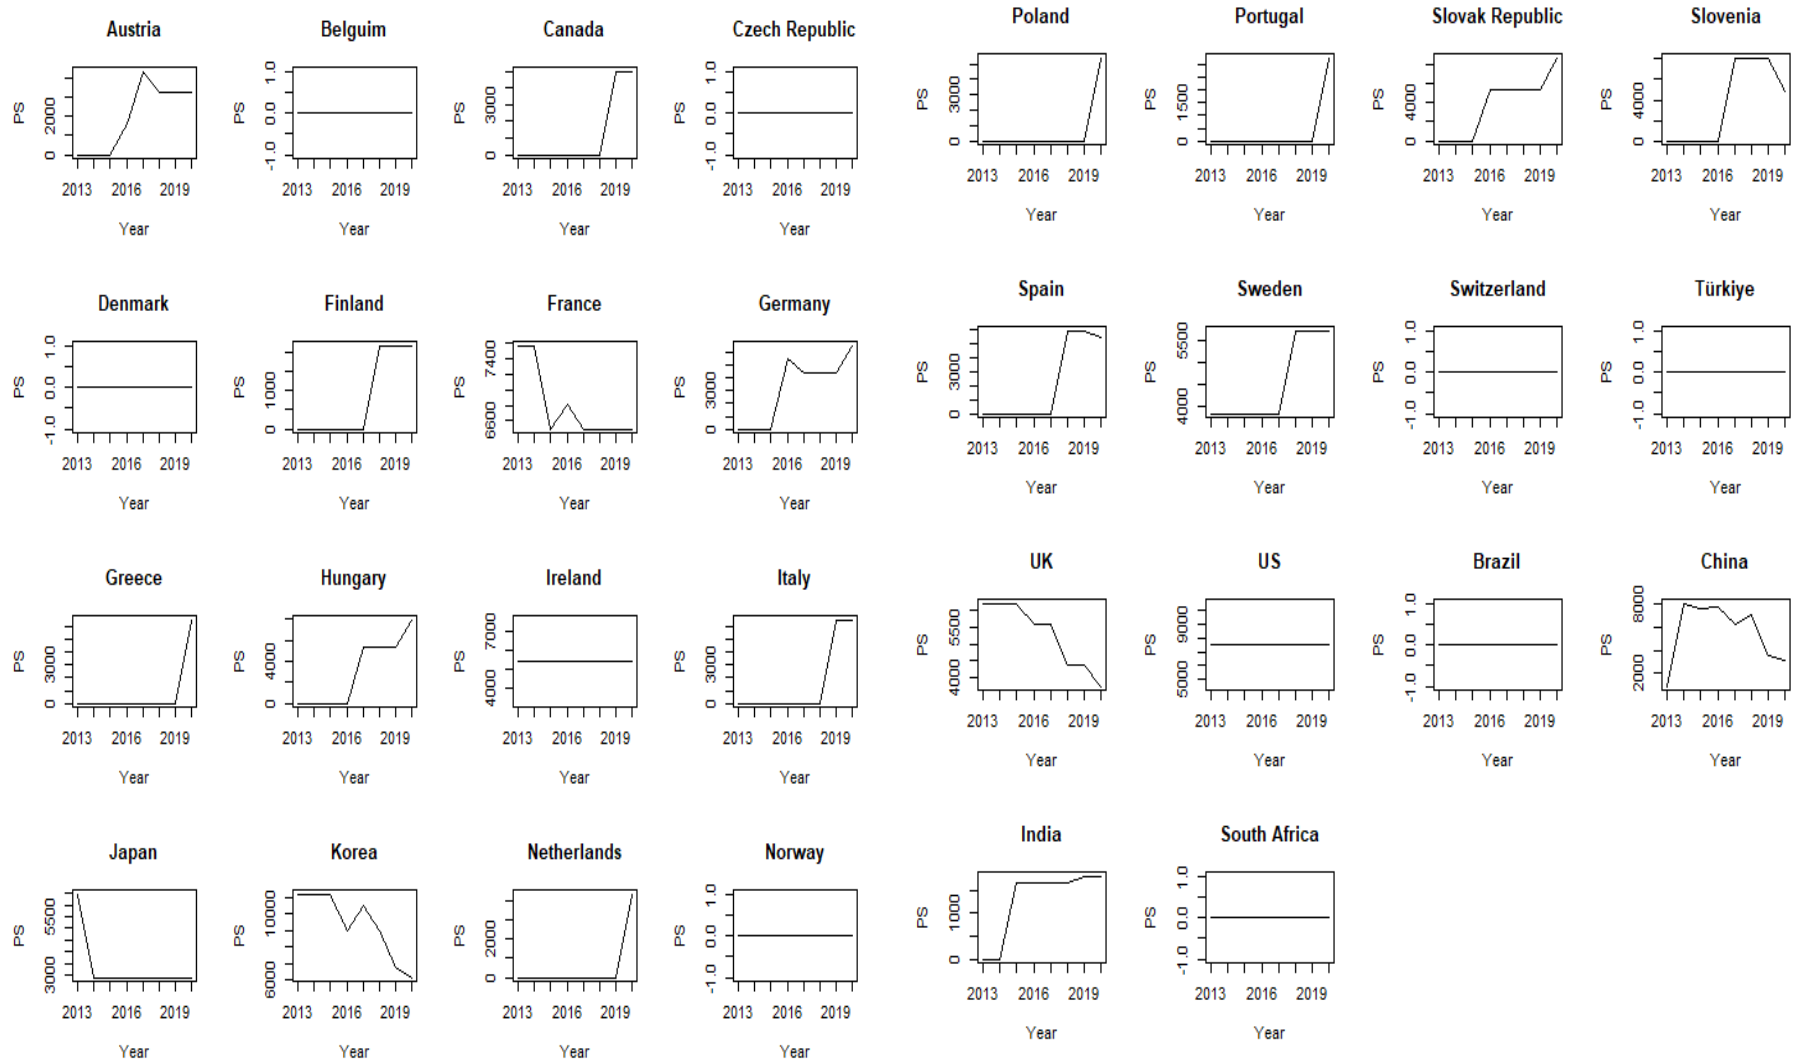 Austria
PS
0 2000
2013 2016 2019
Year
Belguim
PS
-1.0 0.0 1.0
2013 2016 2019
Year
Canada
PS
0 3000
2013 2016 2019
Year
Czech Republic
PS
-1.0 0.0 1.0
2013 2016 2019
Year
Poland
PS
0 3000
2013 2016 2019
Year
Portugal
PS
0 1500
2013 2016 2019
Year
Slovak Republic
PS
0 4000
2013 2016 2019
Year
Slovenia
PS
0 4000
2013 2016 2019
Year
Denmark
PS
-1.0 0.0 1.0
2013 2016 2019
Year
Finland
PS
0 1000
2013 2016 2019
Year
France
PS
6600 7400
2013 2016 2019
Year
Germany
PS
0 3000
2013 2016 2019
Year
Spain
PS
0 3000
2013 2016 2019
Year
Sweden
PS
4000 5500
2013 2016 2019
Year
Switzerland
PS
-1.0 0.0 1.0
2013 2016 2019
Year
Türkiye
PS
-1.0 0.0 1.0
2013 2016 2019
Year
Greece
PS
0 3000
2013 2016 2019
Year
Hungary
PS
0 4000
2013 2016 2019
Year
Ireland
PS
4000 7000
2013 2016 2019
Year
Italy
PS
0 3000
2013 2016 2019
Year
UK
PS
4000 5500
2013 2016 2019
Year
US
PS
5000 9000
2013 2016 2019
Year
Brazil
PS
-1.0 0.0 1.0
2013 2016 2019
Year
China
PS
2000 8000
2013 2016 2019
Year
Japan
PS
3000 5500
2013 2016 2019
Year
Korea
PS
6000 10000
2013 2016 2019
Year
Netherlands
PS
0 2000
2013 2016 2019
Year
Norway
PS
-1.0 0.0 1.0
2013 2016 2019
Year
India
PS
0 1000
2013 2016 2019
Year
South Africa
PS
-1.0 0.0 1.0
2013 2016 2019
Year